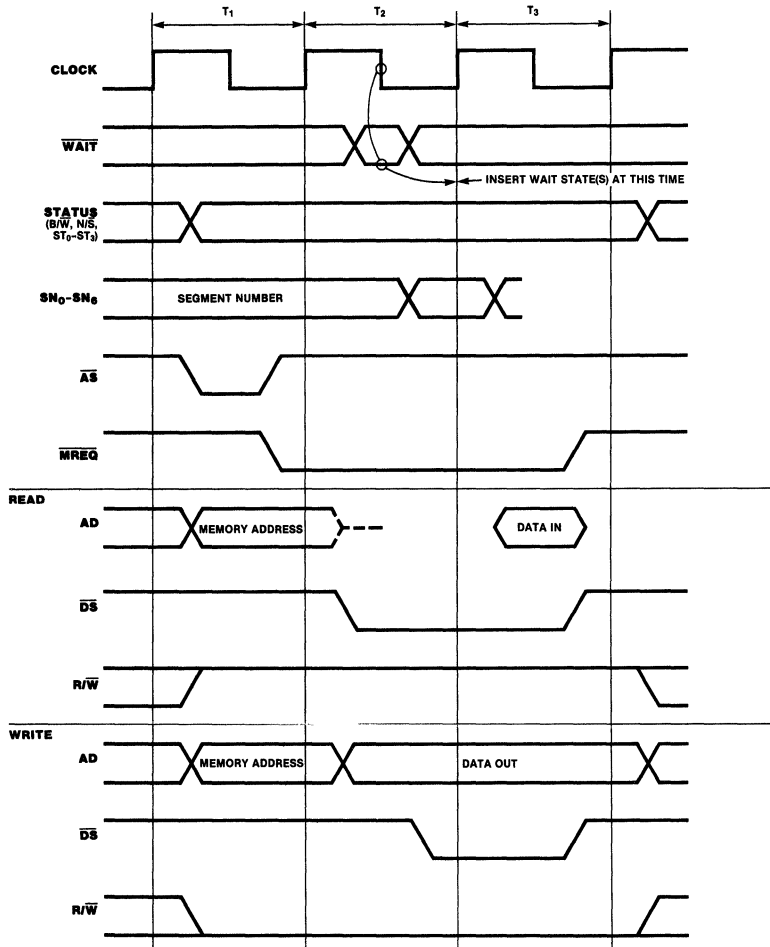 T1 T2 T3
CLOCK
WAIT
INSERT WAIT STATE(S) AT THIS TIME
STATUS
(B/W, N/S,
ST0-ST3)
SN0-SN6 SEGMENT NUMBER
AS
MREQ
READ
AD MEMORY ADDRESS DATA IN
DS
R/W
WRITE
AD MEMORY ADDRESS DATA OUT
DS
R/W